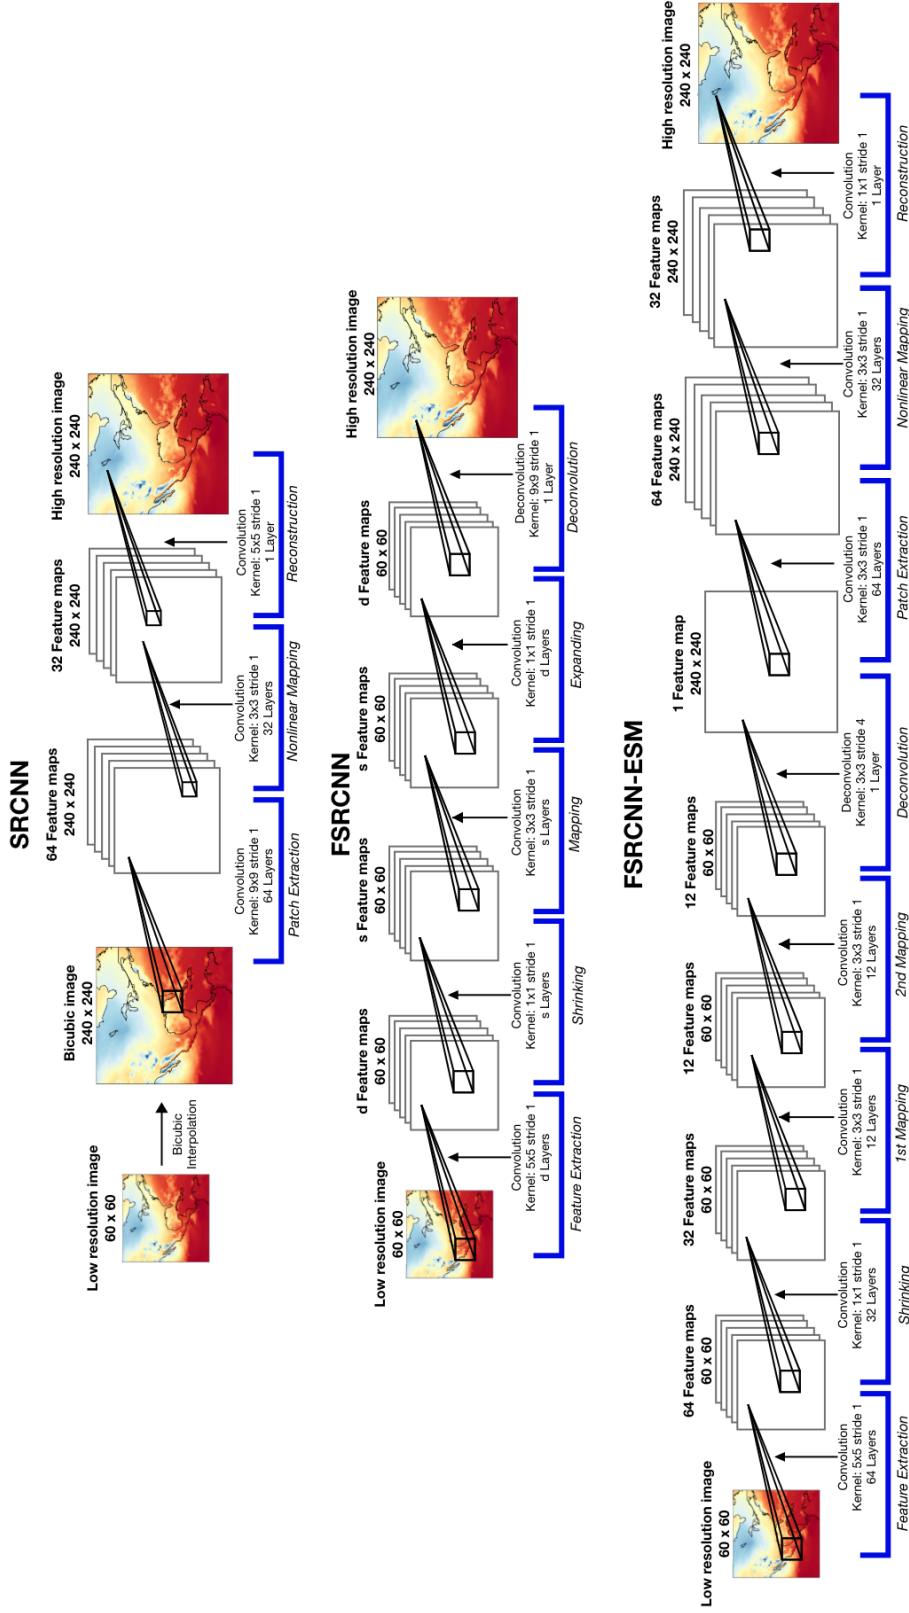 SRCNN
Low resolution image
60 x 60
Bicubic
Interpolation
Bicubic image
240 x 240
Convolution
Kernel: 9x9 stride 1
64 Layers
Patch Extraction
64 Feature maps
240 x 240
Convolution
Kernel: 3x3 stride 1
32 Layers
Nonlinear Mapping
32 Feature maps
240 x 240
Convolution
Kernel: 5x5 stride 1
1 Layer
Reconstruction
High resolution image
240 x 240
FSRCNN
Low resolution image
60 x 60
Convolution
Kernel: 5x5 stride 1
d Layers
Feature Extraction
d Feature maps
60 x 60
Convolution
Kernel: 1x1 stride 1
s Layers
Shrinking
s Feature maps
60 x 60
Convolution
Kernel: 3x3 stride 1
s Layers
Mapping
s Feature maps
60 x 60
Convolution
Kernel: 1x1 stride 1
d Layers
Expanding
d Feature maps
60 x 60
Deconvolution
Kernel: 9x9 stride 1
1 Layer
Deconvolution
High resolution image
240 x 240
FSRCNN-ESM
Low resolution image
60 x 60
Convolution
Kernel: 5x5 stride 1
64 Layers
Feature Extraction
64 Feature maps
60 x 60
Convolution
Kernel: 1x1 stride 1
32 Layers
Shrinking
32 Feature maps
60 x 60
Convolution
Kernel: 3x3 stride 1
12 Layers
1st Mapping
12 Feature maps
60 x 60
Convolution
Kernel: 3x3 stride 1
12 Layers
2nd Mapping
12 Feature maps
60 x 60
Deconvolution
Kernel: 3x3 stride 4
1 Layer
Deconvolution
1 Feature map
240 x 240
Convolution
Kernel: 3x3 stride 1
64 Layers
Patch Extraction
64 Feature maps
240 x 240
Convolution
Kernel: 3x3 stride 1
32 Layers
Nonlinear Mapping
32 Feature maps
240 x 240
Convolution
Kernel: 1x1 stride 1
1 Layer
Reconstruction
High resolution image
240 x 240